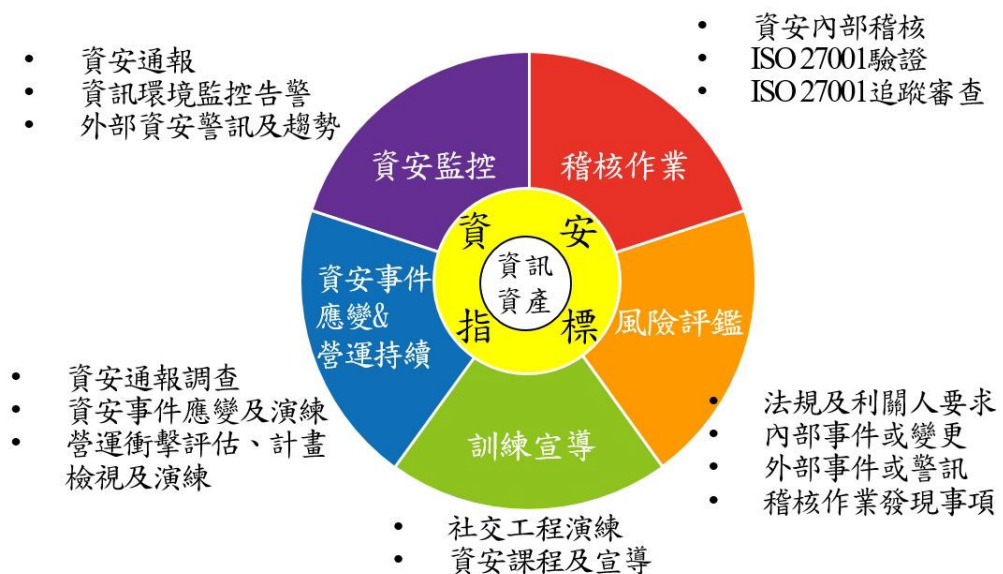 • 資安通報
• 資訊環境監控告警
• 外部資安警訊及趨勢
• 資安內部稽核
• ISO 27001驗證
• ISO 27001追蹤審查
資安監控
稽核作業
資 安
資訊
資產
指 標
資安事件
應變&
營運持續
風險評鑑
訓練宣導
• 資安通報調查
• 資安事件應變及演練
• 營運衝擊評估、計畫
檢視及演練
• 法規及利關人要求
• 內部事件或變更
• 外部事件或警訊
• 稽核作業發現事項
• 社交工程演練
• 資安課程及宣導